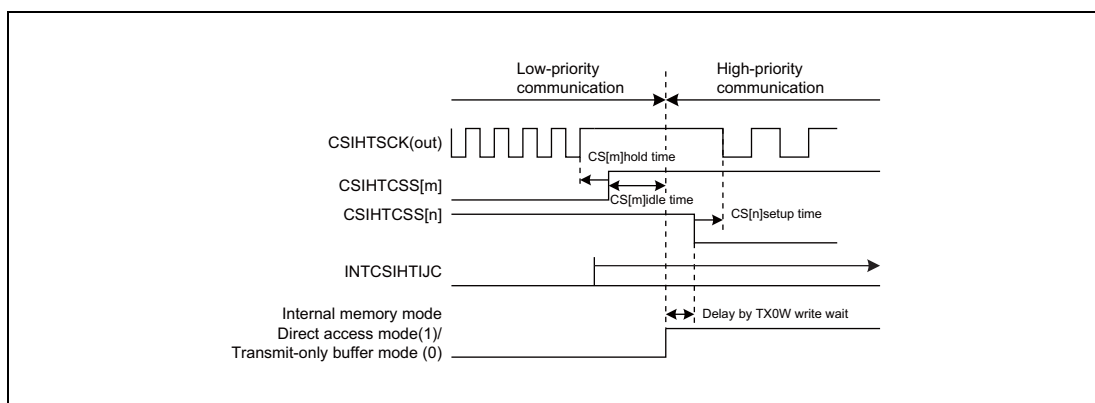 Low-priority
communication
High-priority
communication
CSIHTSCK(out)
CS[m]hold time
CSIHTCSS[m]
CS[m]idle time
CSIHTCSS[n]
CS[n]setup time
INTCSIHTIJC
Internal memory mode
Delay by TX0W write wait
Direct access mode(1)/
Transmit-only buffer mode (0)